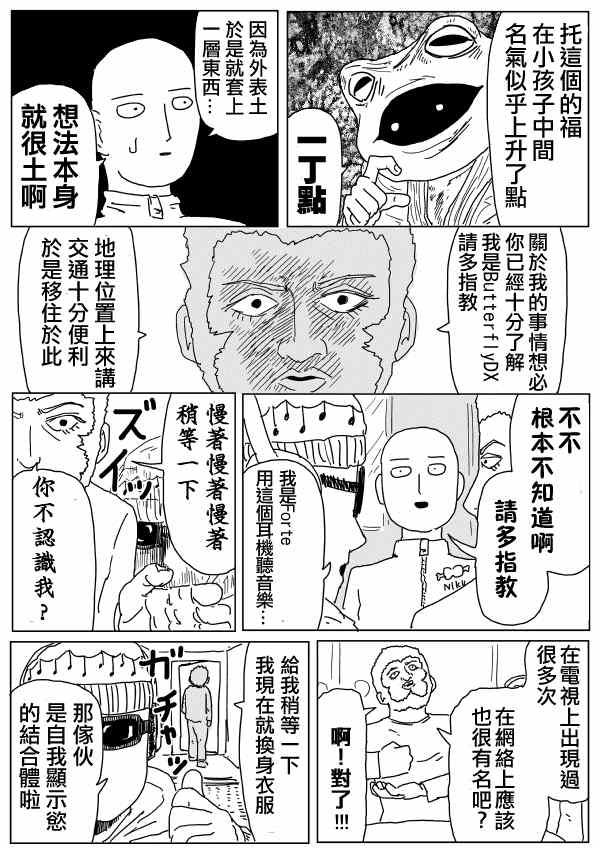 托這個的福
在小孩子中間
名氣似乎上升了點
一丁點
因為外表土
於是就套上
一層東西…
想法本身
就很土啊
關於我的事情想必
你已經十分了解
我是ButterflyDX
請多指教
地理位置上來講
交通十分便利
於是移住於此
不不
根本不知道啊
請多指教
Niku
我是Forte
用這個耳機聽音樂…
慢著慢著慢著
稍等一下
ズイッ
你不認識我?
在電視上出現過
很多次
在網絡上應該
也很有名吧?
啊!對了!!!
給我稍等一下
我現在就換身衣服
ガチャッ
那傢伙
是自我顯示慾
的結合體啦